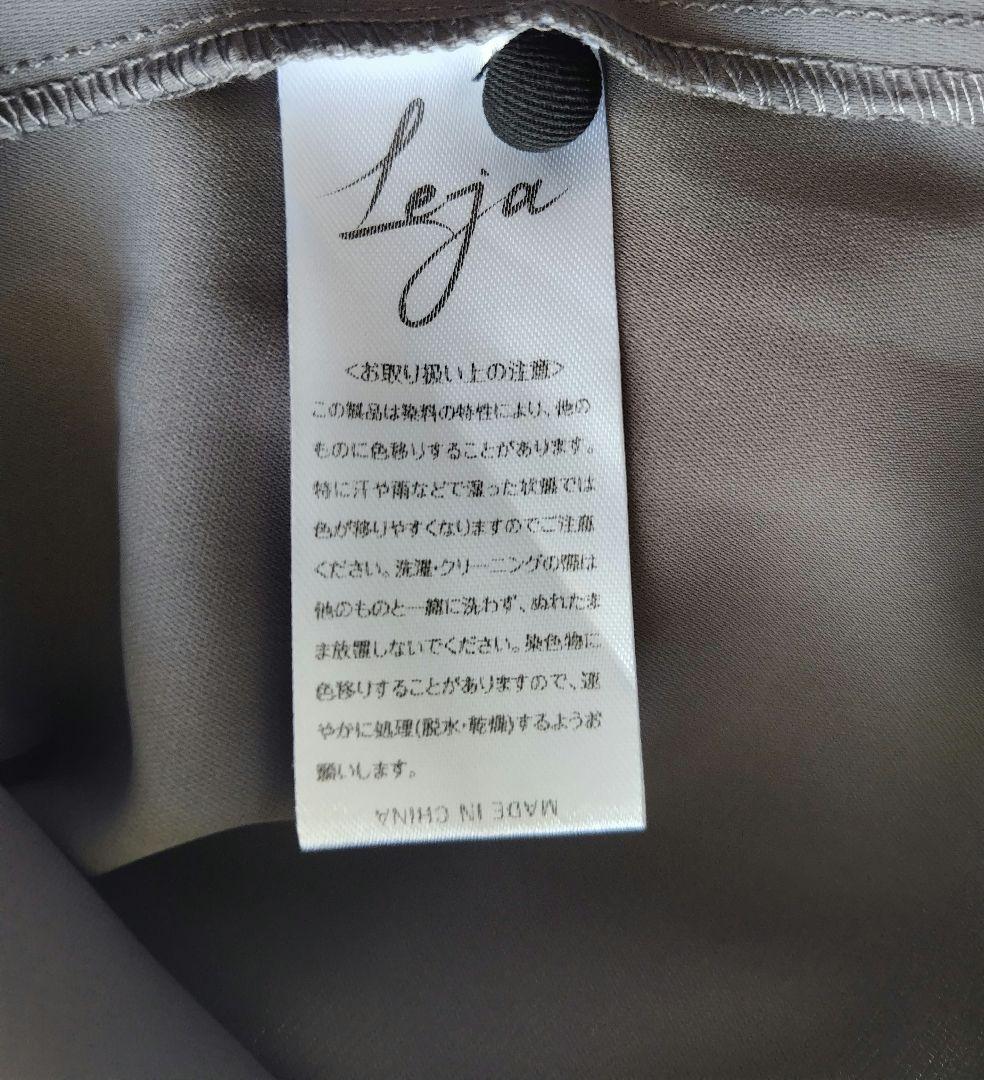 Leja
<お取り扱い上の注意>
この製品は染料の特性により、他の
ものに色移りすることがあります。
特に汗や雨などで湿った状態では
色が移りやすくなりますのでご注意
ください。洗濯・クリーニングの際は
他のものと一緒に洗わず、ぬれたま
ま放置しないでください。染色物に
色移りすることがありますので、速
やかに処理(脱水・乾燥)するようお
願いします。
MADE IN CHINA